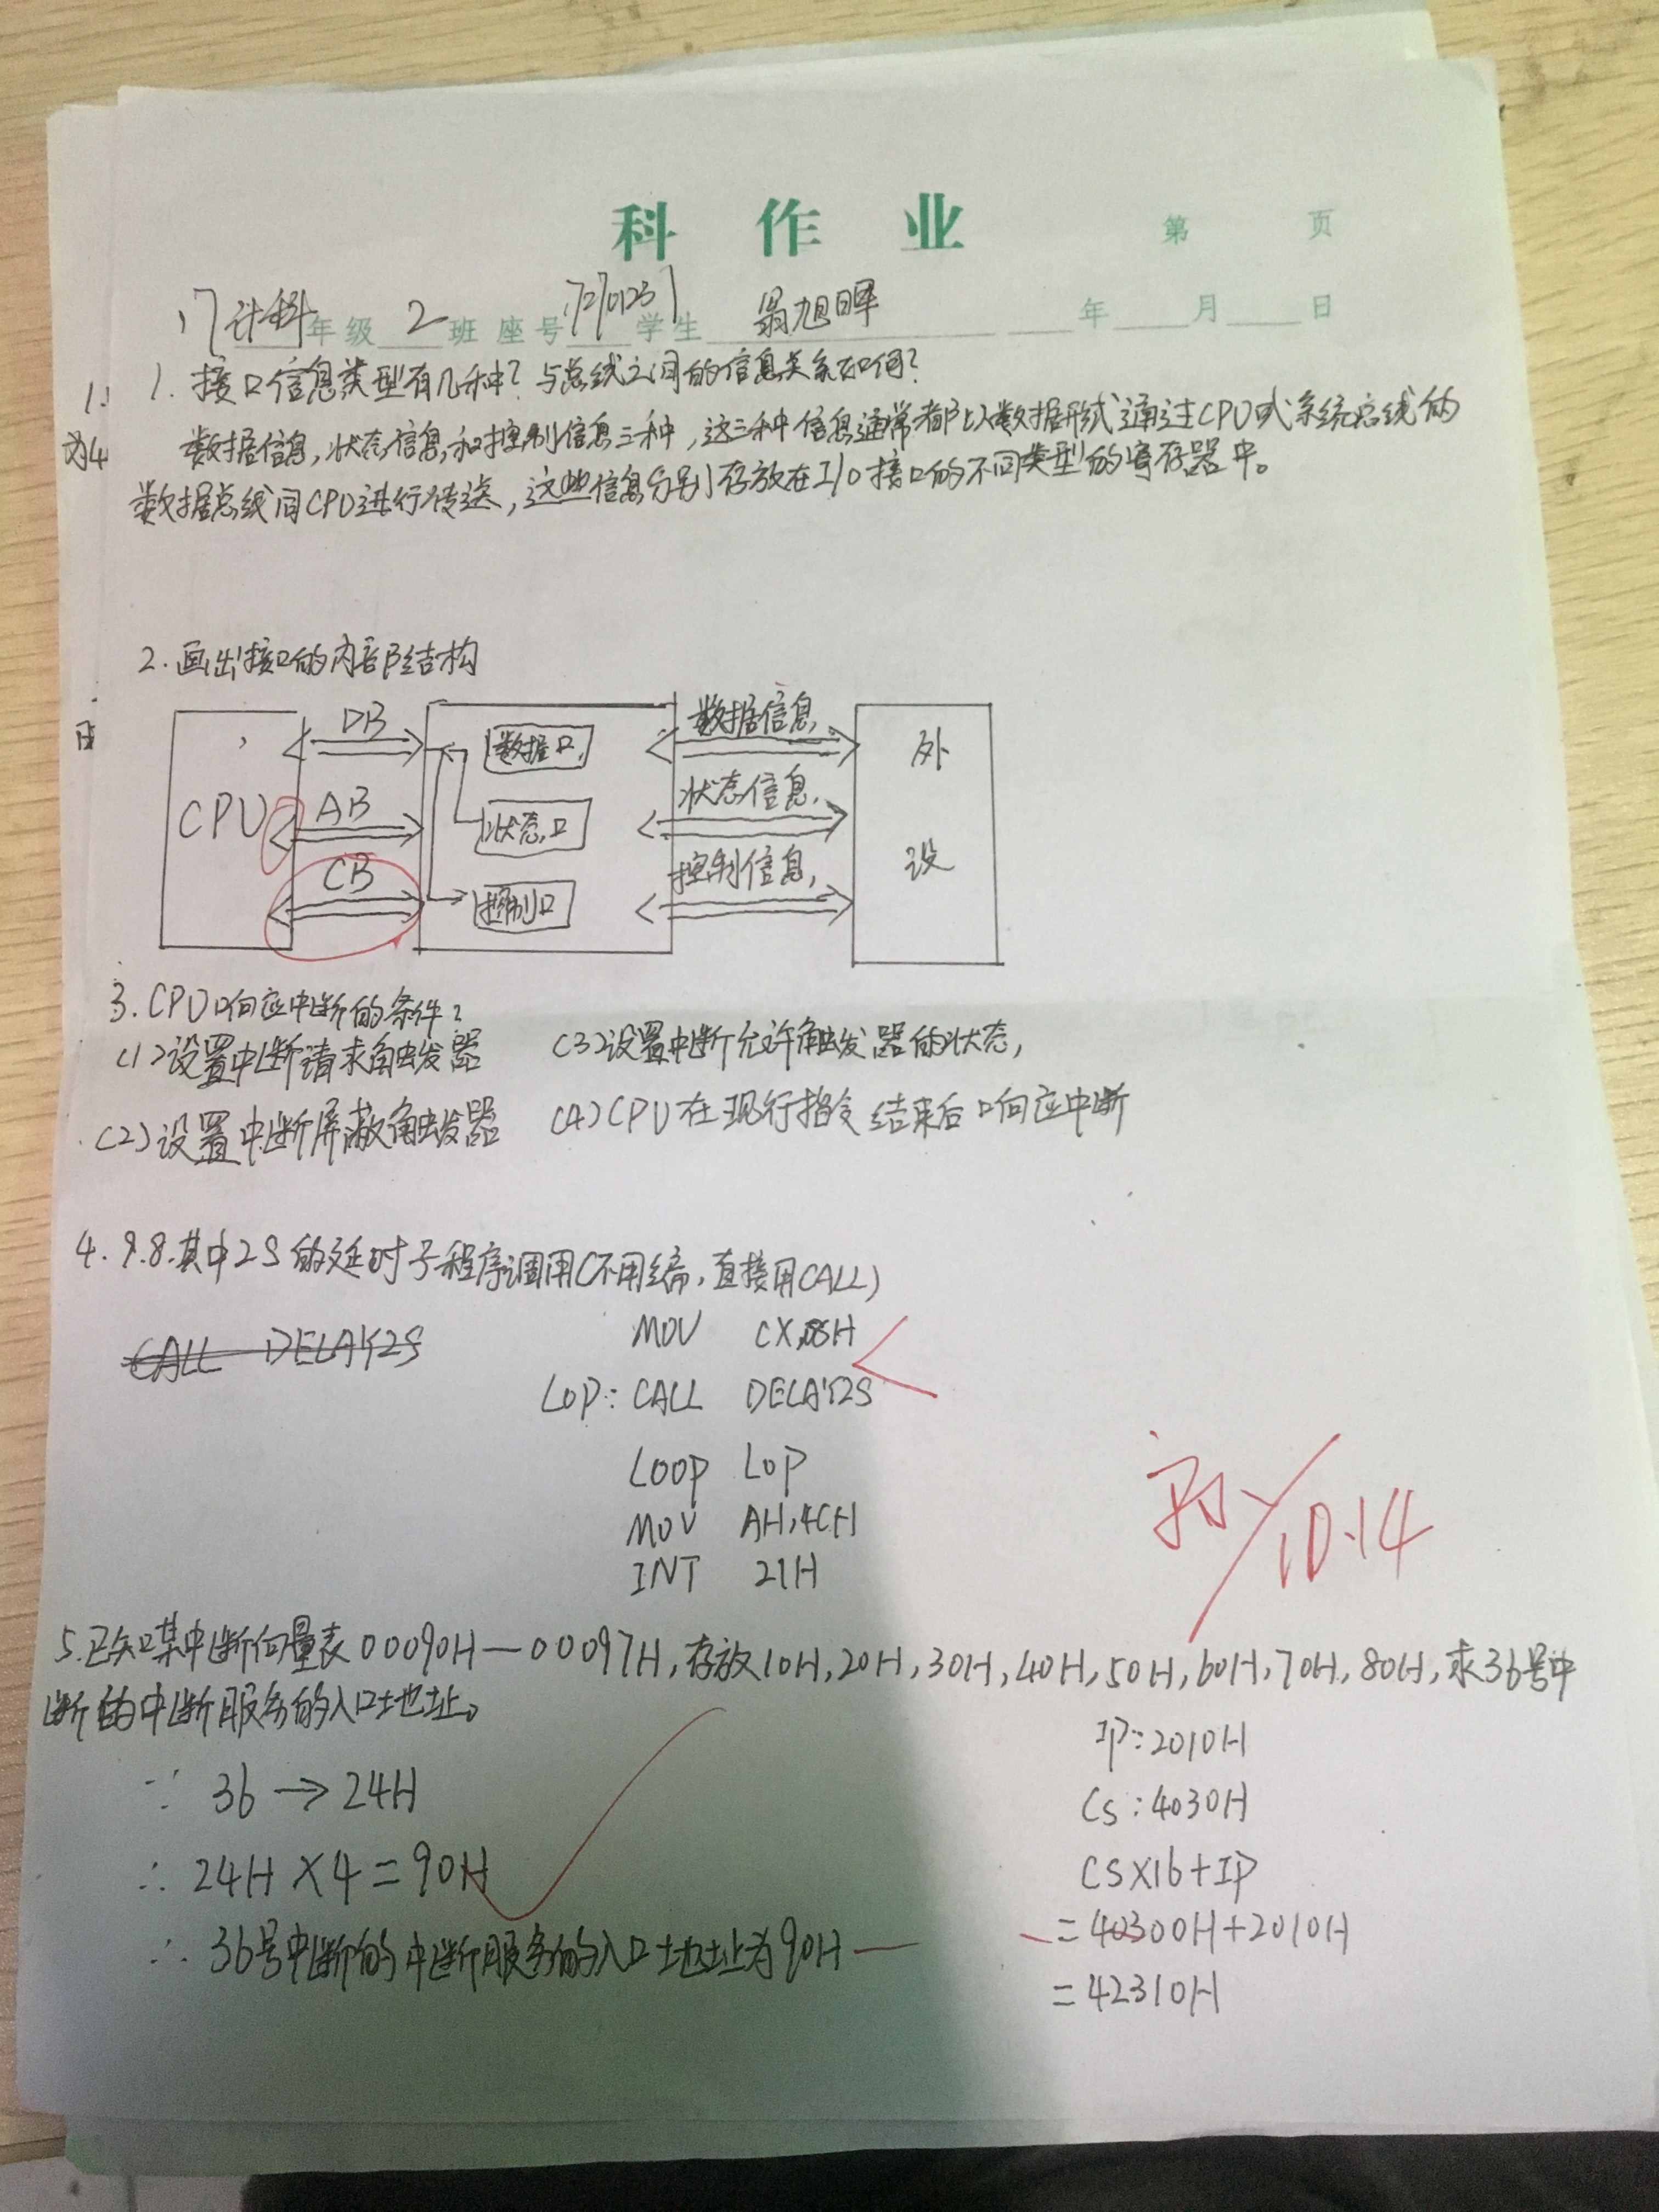 科 作 业
第 页
17计科年级 2 班 座号 1720123 学生 翁旭晖 年 月 日
1. 接口信息类型有几种?与总线之间的信息关系如何?
数据信息,状态信息,和控制信息三种,这三种信息通常都以数据形式通过CPU或系统总线的
数据总线同CPU进行传送,这些信息分别存放在I/O接口的不同类型的寄存器中。
2.画出接口的内部结构
DB
数据信息
数据口
外
CPU
AB
状态信息
状态口
CB
控制信息
设
控制口
3.CPU响应中断的条件?
(1)设置中断请求触发器 (3)设置中断允许触发器的状态
(2)设置中断屏蔽触发器 (4)CPU在现行指令结束后响应中断
4. 9.8.其中2S的延时子程序调用(不用编,直接用CALL)
CALL DELAY2S
MOV CX,08H
LOP: CALL DELAY2S
LOOP LOP
MOV AH,4CH
INT 21H
10.14
5.已知某中断向量表00090H—00097H,存放10H,20H,30H,40H,50H,60H,70H,80H,求36号中
断的中断服务的入口地址。
∵ 36 → 24H
∴ 24H×4=90H
∴ 36号中断的中断服务的入口地址为90H
IP:2010H
CS:4030H
CS×16+IP
=40300H+2010H
=42310H